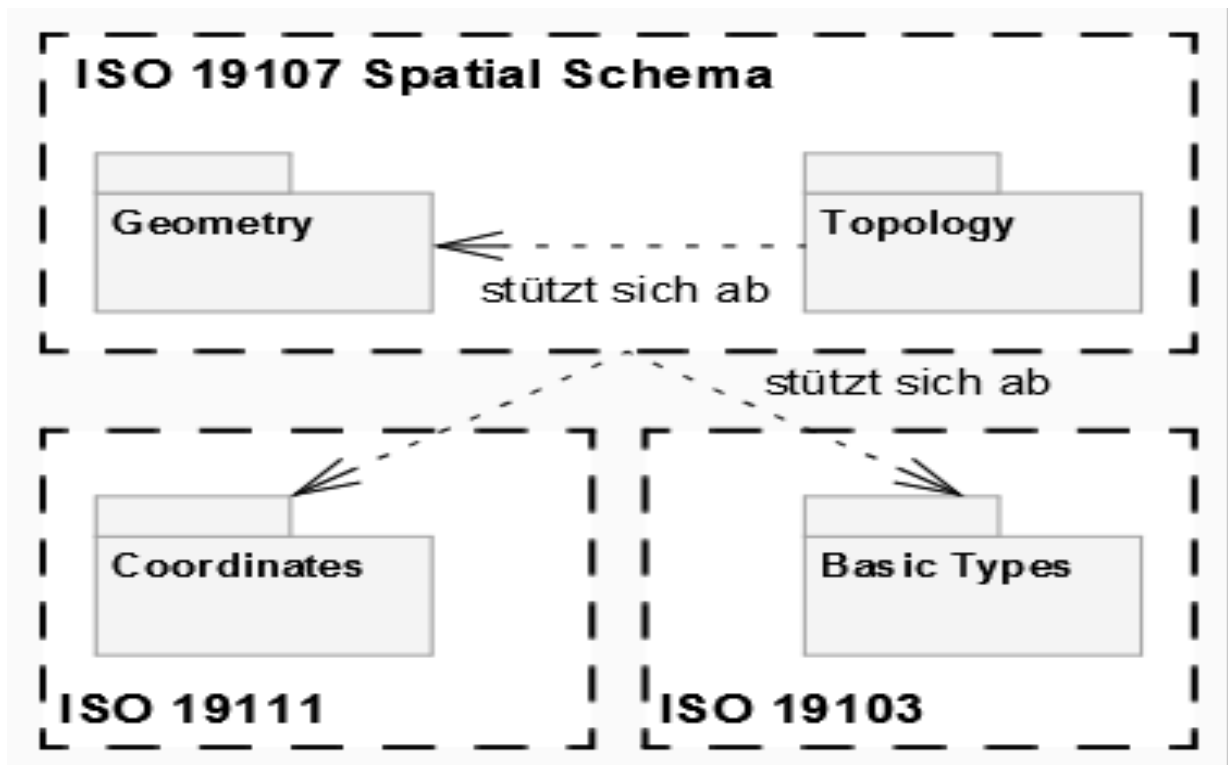 ISO 19107 Spatial Schema
Geometry
Topology
stützt sich ab
stützt sich ab
Coordinates
Basic Types
ISO 19111
ISO 19103